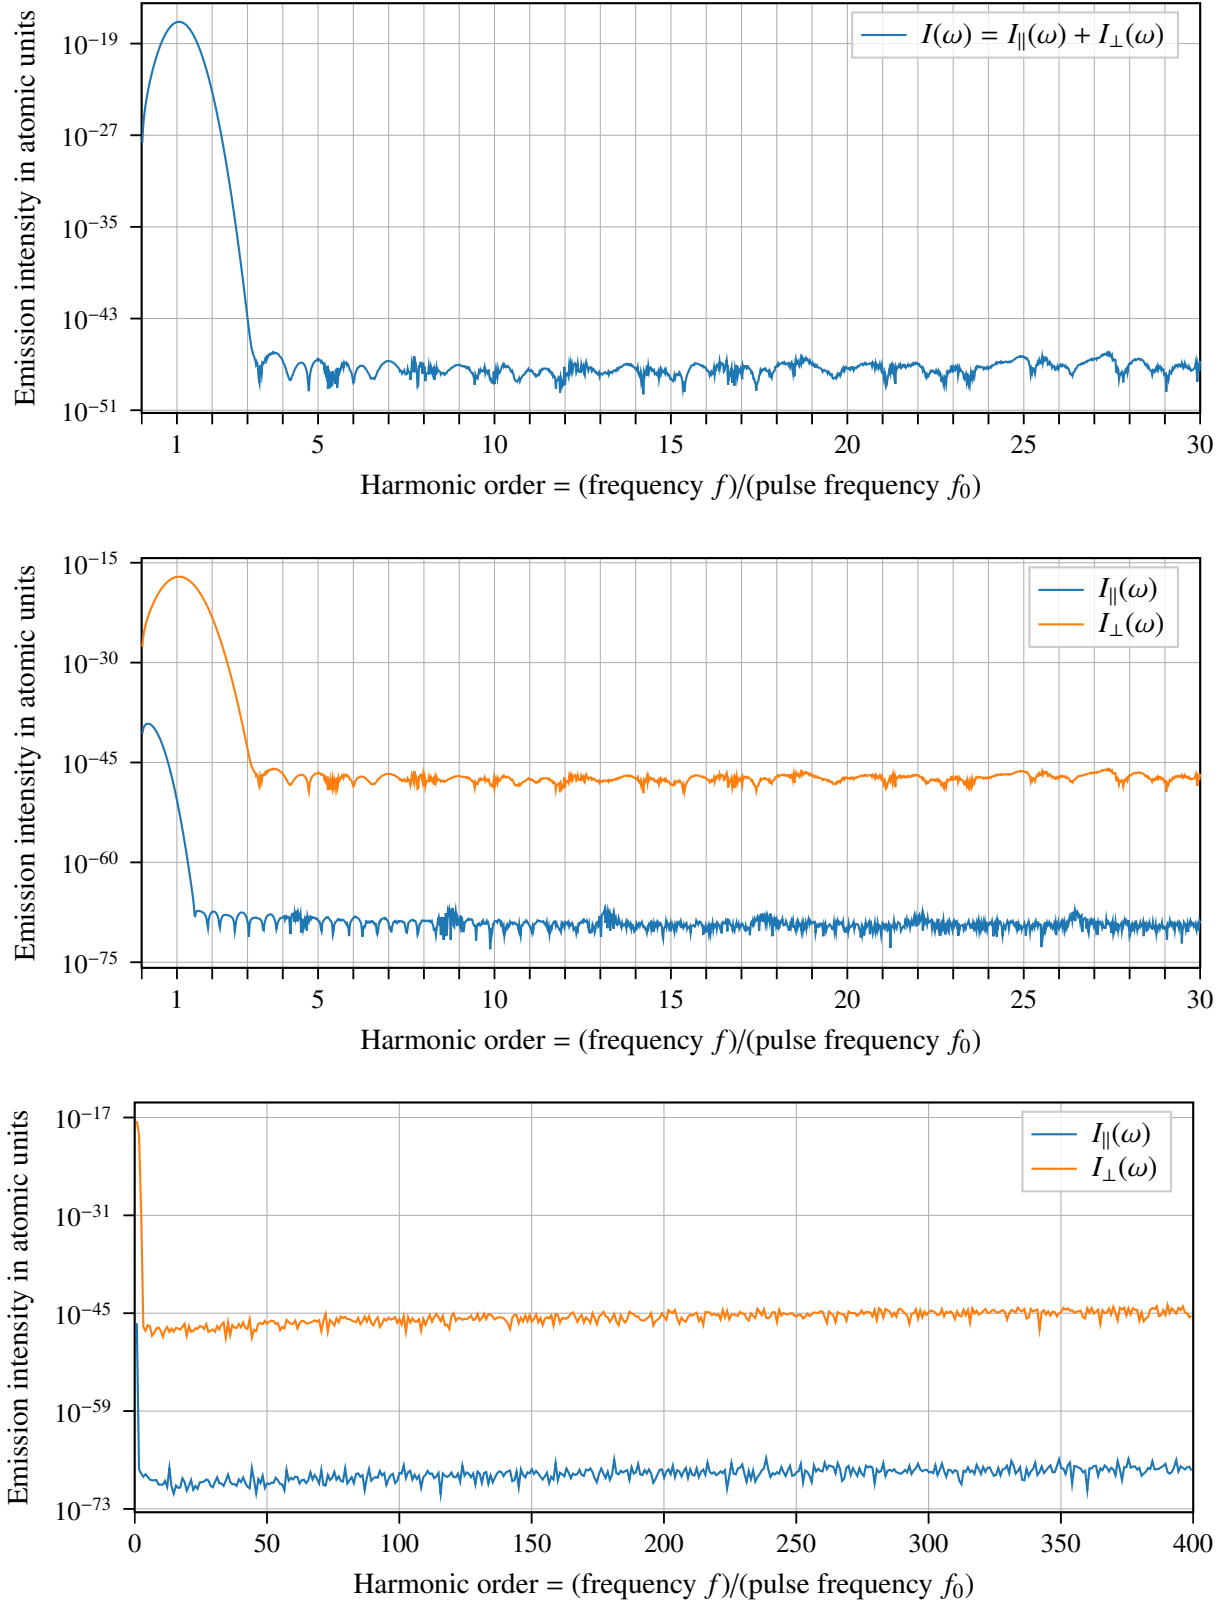 Emission intensity in atomic units
10⁻¹⁹
10⁻²⁷
10⁻³⁵
10⁻⁴³
10⁻⁵¹
I(ω) = I∥(ω) + I⊥(ω)
1 5 10 15 20 25 30
Harmonic order = (frequency f)/(pulse frequency f₀)
Emission intensity in atomic units
10⁻¹⁵
10⁻³⁰
10⁻⁴⁵
10⁻⁶⁰
10⁻⁷⁵
I∥(ω)
I⊥(ω)
1 5 10 15 20 25 30
Harmonic order = (frequency f)/(pulse frequency f₀)
Emission intensity in atomic units
10⁻¹⁷
10⁻³¹
10⁻⁴⁵
10⁻⁵⁹
10⁻⁷³
I∥(ω)
I⊥(ω)
0 50 100 150 200 250 300 350 400
Harmonic order = (frequency f)/(pulse frequency f₀)